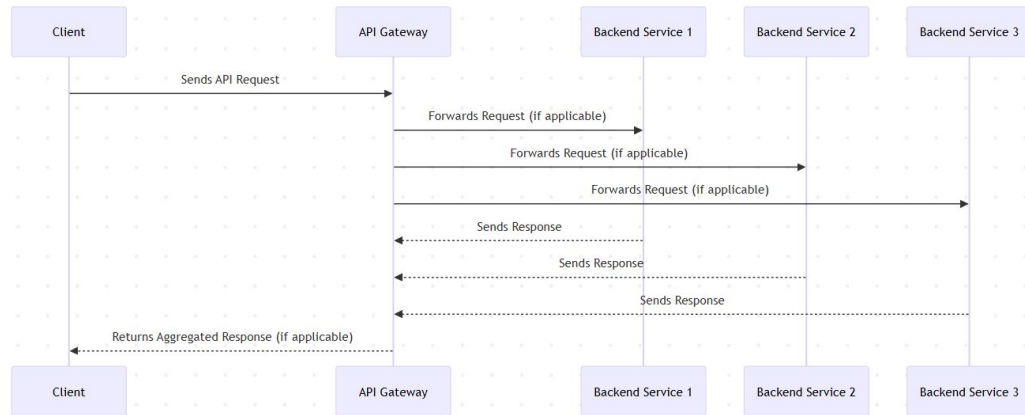 Client
API Gateway
Backend Service 1
Backend Service 2
Backend Service 3
Sends API Request
Forwards Request (if applicable)
Forwards Request (if applicable)
Forwards Request (if applicable)
Sends Response
Sends Response
Sends Response
Returns Aggregated Response (if applicable)
Client
API Gateway
Backend Service 1
Backend Service 2
Backend Service 3